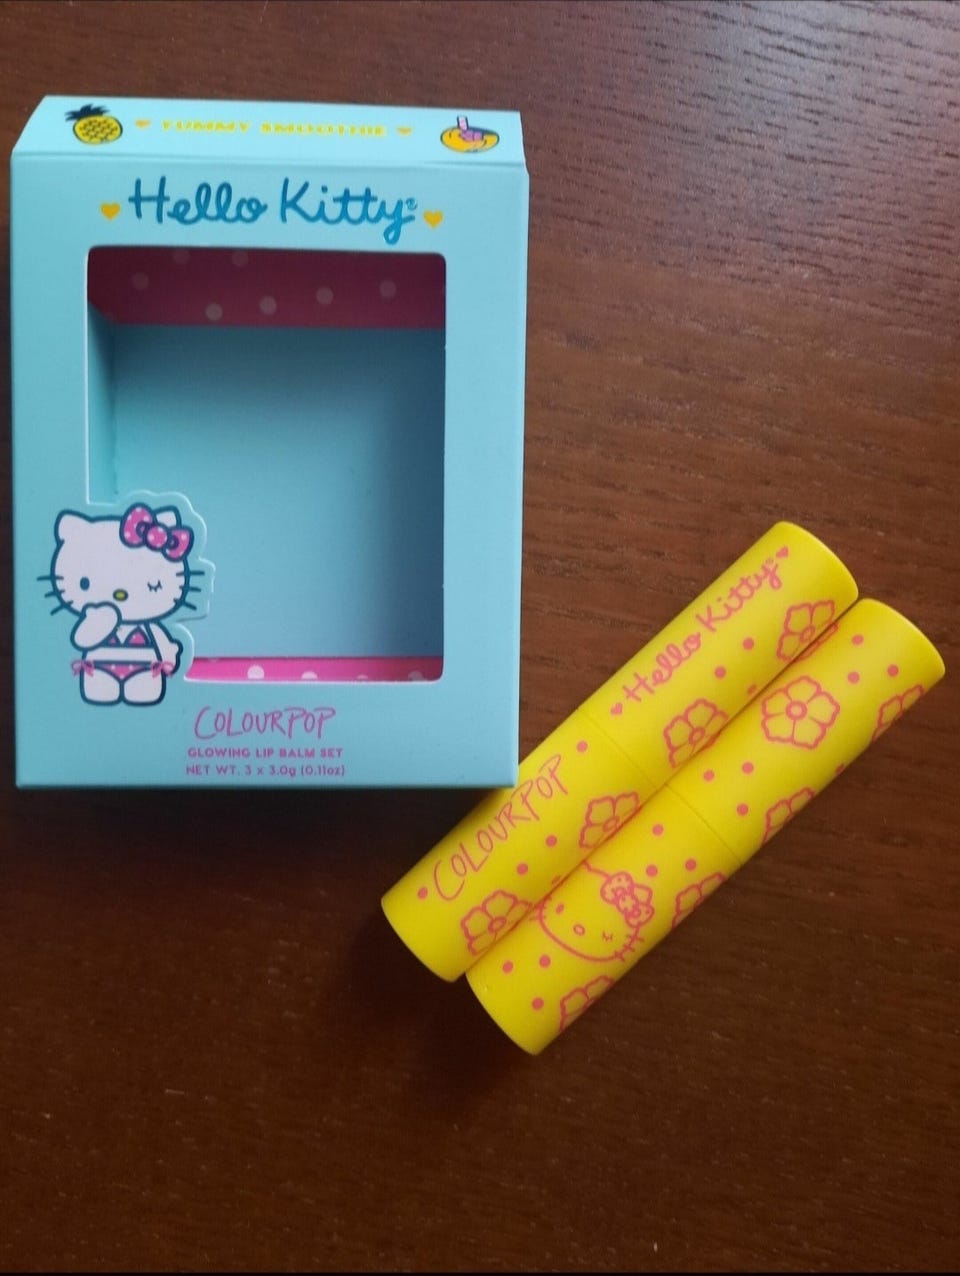 YUMMY SMOOTHIE
Hello Kitty®
COLOURPOP
GLOWING LIP BALM SET
NET WT. 3 x 3.0g (0.11oz)
Hello Kitty®
COLOURPOP